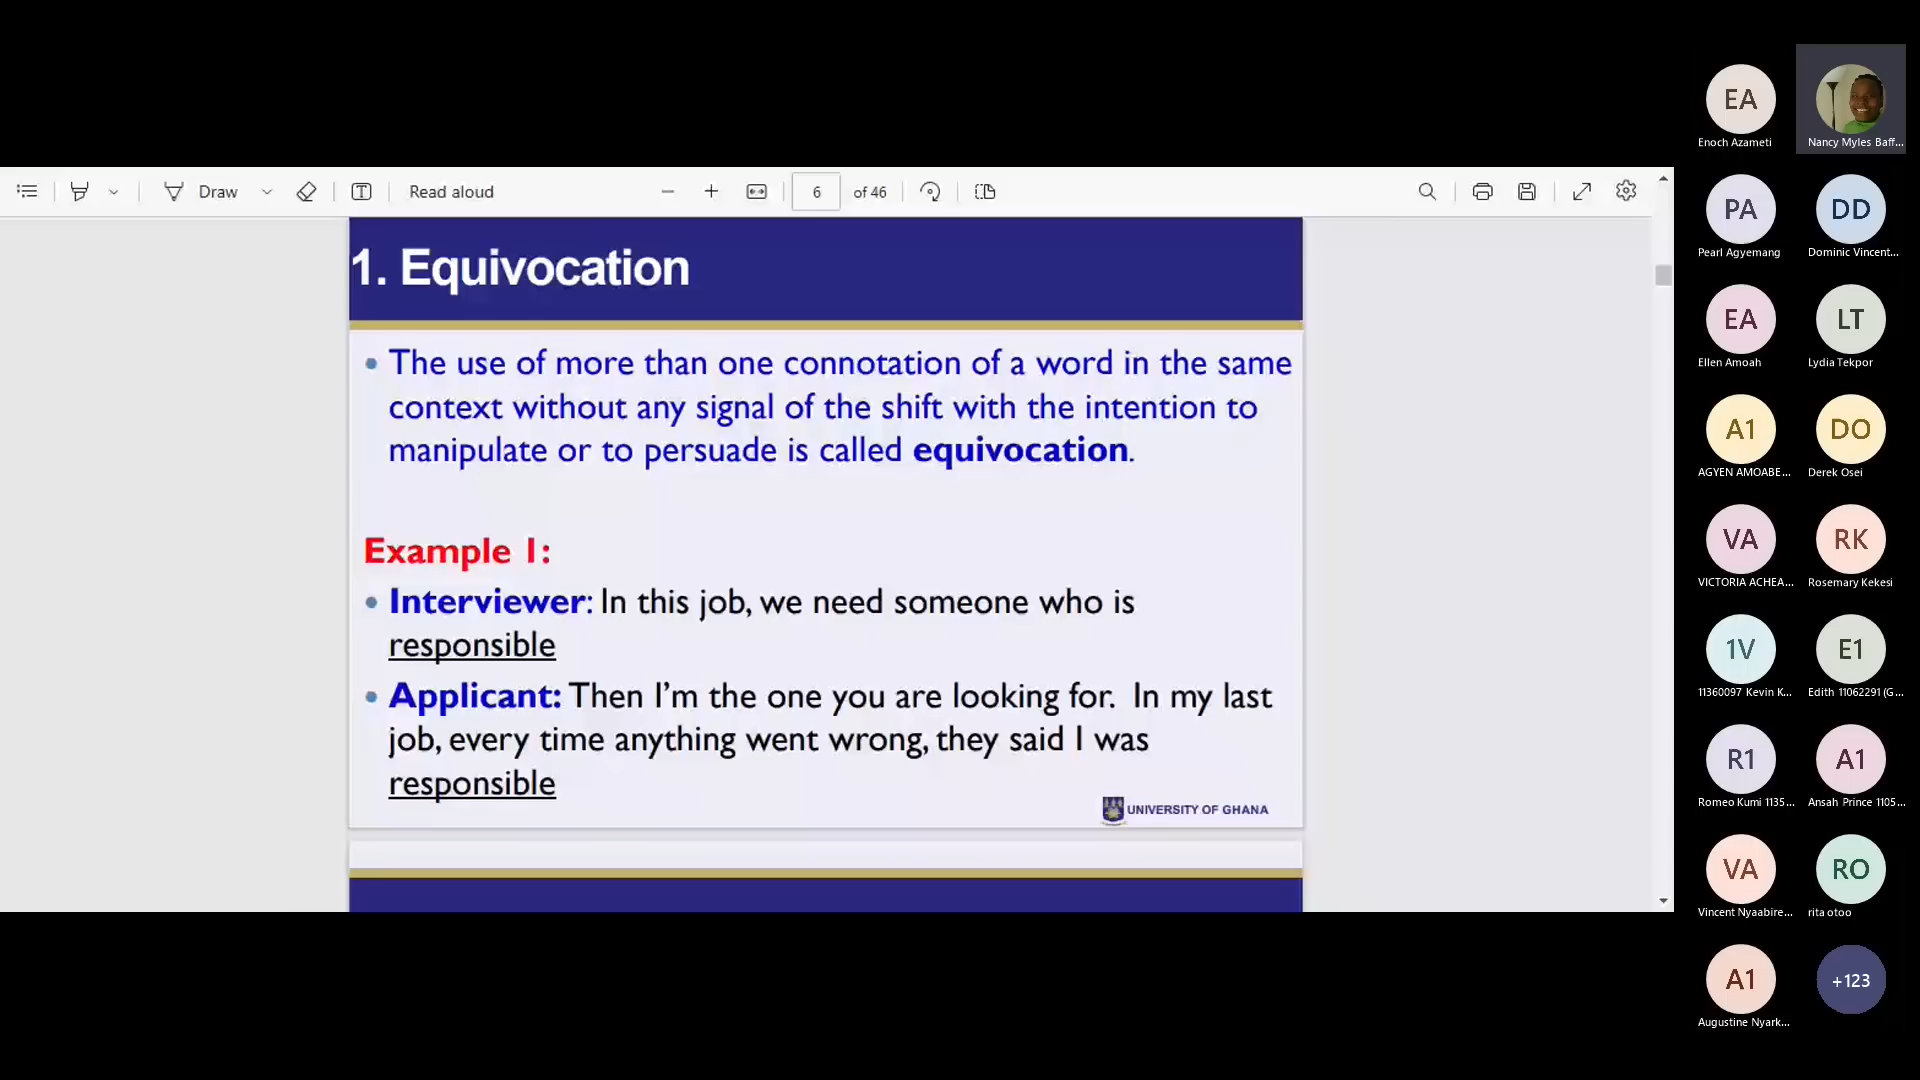 Draw
Read aloud
6 of 46
1. Equivocation
• The use of more than one connotation of a word in the same
context without any signal of the shift with the intention to
manipulate or to persuade is called equivocation.
Example 1:
• Interviewer: In this job, we need someone who is
responsible
• Applicant: Then I'm the one you are looking for. In my last
job, every time anything went wrong, they said I was
responsible
UNIVERSITY OF GHANA
EA
Enoch Azameti
Nancy Myles Baff...
PA
Pearl Agyemang
DD
Dominic Vincent...
EA
Ellen Amoah
LT
Lydia Tekpor
A1
AGYEN AMOABE...
DO
Derek Osei
VA
VICTORIA ACHEA...
RK
Rosemary Kekesi
1V
11360097 Kevin K...
E1
Edith 11062291 (G...
R1
Romeo Kumi 1135...
A1
Ansah Prince 1105...
VA
Vincent Nyaabire...
RO
rita otoo
A1
Augustine Nyark...
+123